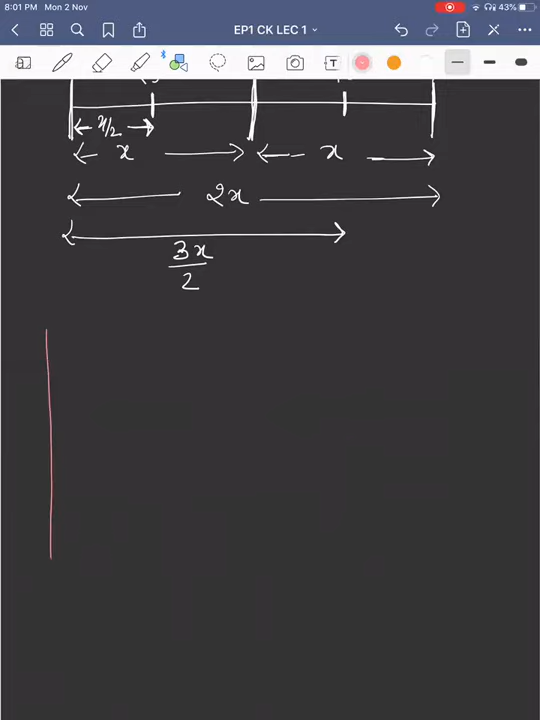 8:01 PM Mon 2 Nov 43%
EP1 CK LEC 1
T
x/2
x x
2x
3x
2